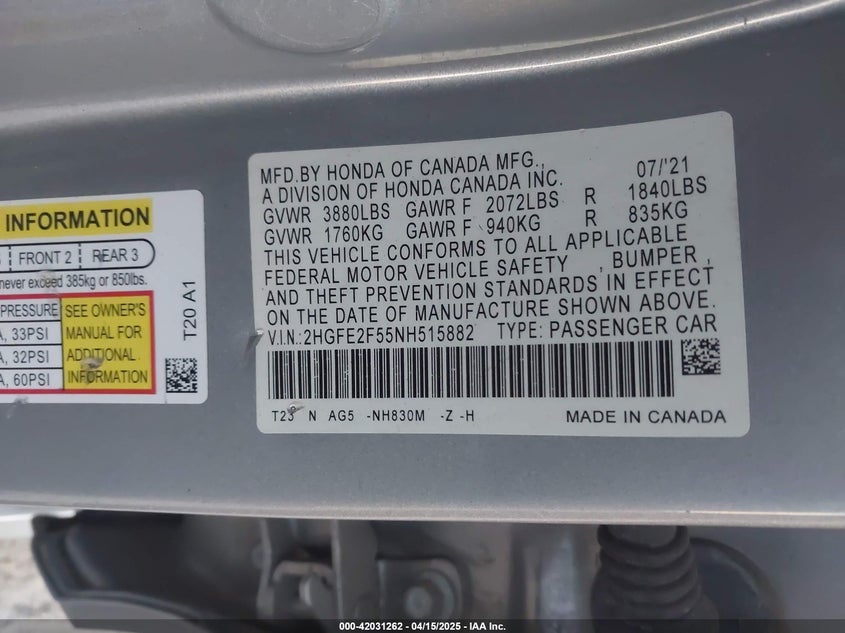 INFORMATION
FRONT 2 | REAR 3
never exceed 385kg or 850lbs.
PRESSURE
33PSI
32PSI
60PSI
SEE OWNER'S
MANUAL FOR
ADDITIONAL
INFORMATION
T20 A1
MFD.BY HONDA OF CANADA MFG., 07/'21
A DIVISION OF HONDA CANADA INC.
GVWR 3880LBS GAWR F 2072LBS R 1840LBS
GVWR 1760KG GAWR F 940KG R 835KG
THIS VEHICLE CONFORMS TO ALL APPLICABLE
FEDERAL MOTOR VEHICLE SAFETY , BUMPER ,
AND THEFT PREVENTION STANDARDS IN EFFECT
ON THE DATE OF MANUFACTURE SHOWN ABOVE.
V.I.N.:2HGFE2F55NH515882 TYPE: PASSENGER CAR
T23 N AG5 -NH830M -Z -H MADE IN CANADA
000-42031262 - 04/15/2025 - IAA Inc.